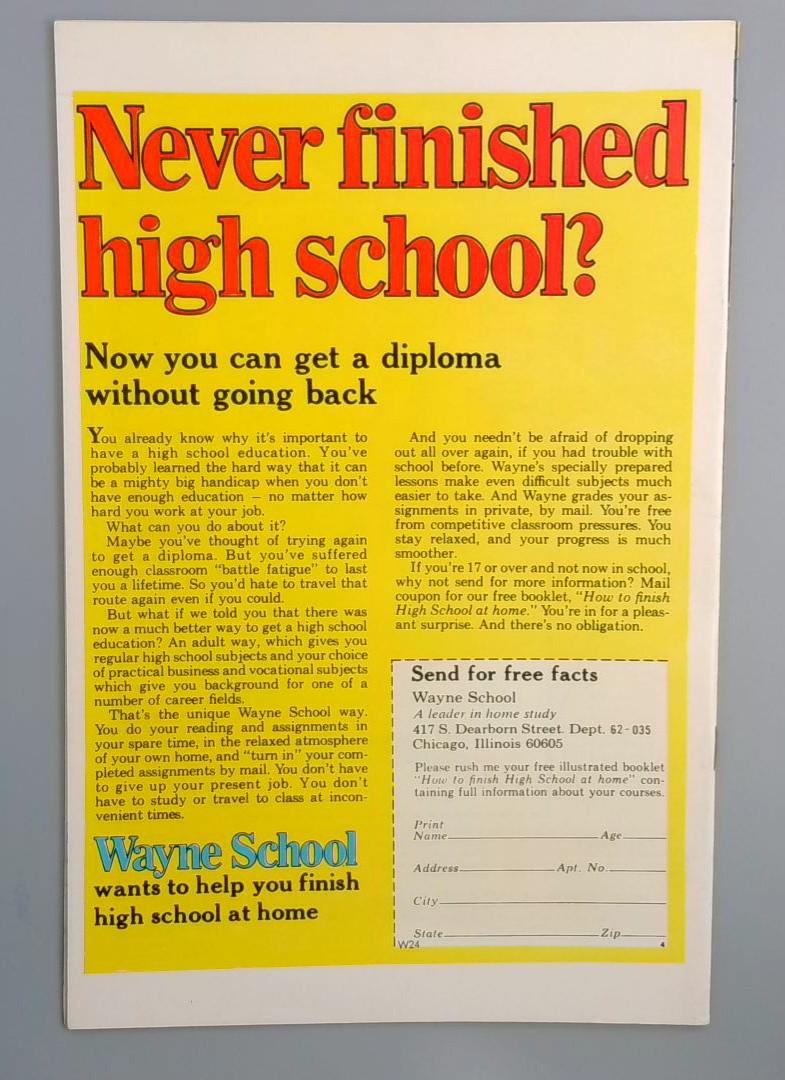 Never finished
high school?
Now you can get a diploma
without going back
You already know why it's important to
have a high school education. You've
probably learned the hard way that it can
be a mighty big handicap when you don't
have enough education — no matter how
hard you work at your job.
What can you do about it?
Maybe you've thought of trying again
to get a diploma. But you've suffered
enough classroom "battle fatigue" to last
you a lifetime. So you'd hate to travel that
route again even if you could.
But what if we told you that there was
now a much better way to get a high school
education? An adult way, which gives you
regular high school subjects and your choice
of practical business and vocational subjects
which give you background for one of a
number of career fields.
That's the unique Wayne School way.
You do your reading and assignments in
your spare time, in the relaxed atmosphere
of your own home, and "turn in" your com-
pleted assignments by mail. You don't have
to give up your present job. You don't
have to study or travel to class at incon-
venient times.
Wayne School
wants to help you finish
high school at home
And you needn't be afraid of dropping
out all over again, if you had trouble with
school before. Wayne's specially prepared
lessons make even difficult subjects much
easier to take. And Wayne grades your as-
signments in private, by mail. You're free
from competitive classroom pressures. You
stay relaxed, and your progress is much
smoother.
If you're 17 or over and not now in school,
why not send for more information? Mail
coupon for our free booklet, "How to finish
High School at home." You're in for a pleas-
ant surprise. And there's no obligation.
Send for free facts
Wayne School
A leader in home study
417 S. Dearborn Street. Dept. 62-035
Chicago, Illinois 60605
Please rush me your free illustrated booklet
"How to finish High School at home" con-
taining full information about your courses.
Print
Name Age
Address Apt. No.
City
State Zip
W24 4